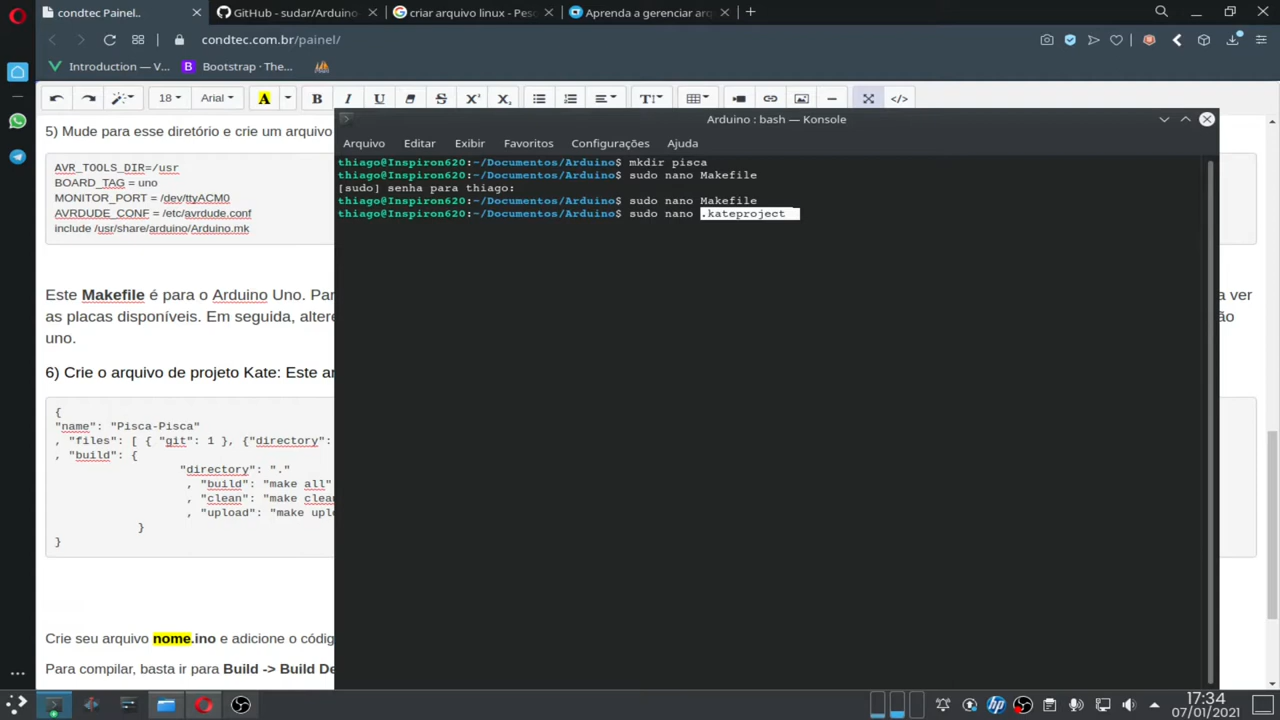 condtec Painel..
GitHub - sudar/Arduino
criar arquivo linux - Pesq
Aprenda a gerenciar arq
condtec.com.br/painel/
Introduction — V...
Bootstrap · The...
18
Arial
A
B
I
U
S
X²
X₂
T
</>
5) Mude para esse diretório e crie um arquivo
AVR_TOOLS_DIR=/usr
BOARD_TAG = uno
MONITOR_PORT = /dev/ttyACM0
AVRDUDE_CONF = /etc/avrdude.conf
include /usr/share/arduino/Arduino.mk
Este Makefile é para o Arduino Uno. Par
a ver
as placas disponíveis. Em seguida, altere
ão
uno.
6) Crie o arquivo de projeto Kate: Este ar
{
"name": "Pisca-Pisca"
, "files": [ { "git": 1 }, {"directory":
, "build": {
"directory": "."
, "build": "make all"
, "clean": "make clea
, "upload": "make uplo
}
}
Crie seu arquivo nome.ino e adicione o códig
Para compilar, basta ir para Build -> Build De
Arduino : bash — Konsole
Arquivo Editar Exibir Favoritos Configurações Ajuda
thiago@Inspiron620:~/Documentos/Arduino$ mkdir pisca
thiago@Inspiron620:~/Documentos/Arduino$ sudo nano Makefile
[sudo] senha para thiago:
thiago@Inspiron620:~/Documentos/Arduino$ sudo nano Makefile
thiago@Inspiron620:~/Documentos/Arduino$ sudo nano .kateproject
hp
17:34
07/01/2021